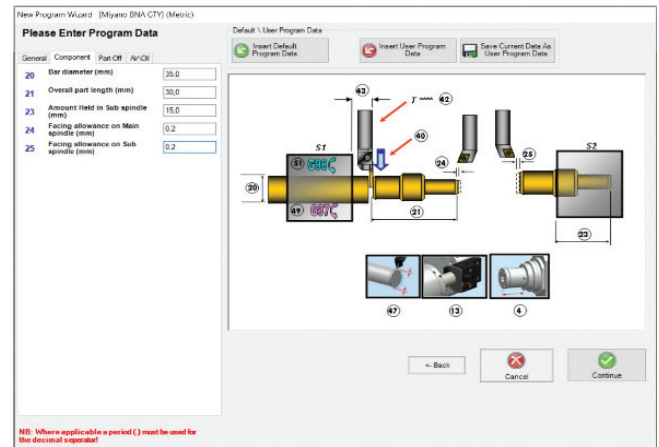 New Program Wizard [Miyano BNA GTY] (Metric)
Please Enter Program Data
Default \ User Program Data
Insert Default
Program Data
Insert User Program
Data
Save Current Data As
User Program Data
General Component Part-Off Air\Oil
20 Bar diameter (mm) 35.0
21 Overall part length (mm) 30,0
23 Amount Held in Sub spindle
(mm) 15,0
24 Facing allowance on Main
spindle (mm) 0,2
25 Facing allowance on Sub
spindle (mm) 0,2
43
T 42
40
S1
51 G96
24
25
S2
20
49 G97
21
23
47
13
4
<- Back
Cancel
Continue
NB: Where applicable a period (.) must be used for
the decimal seperator!